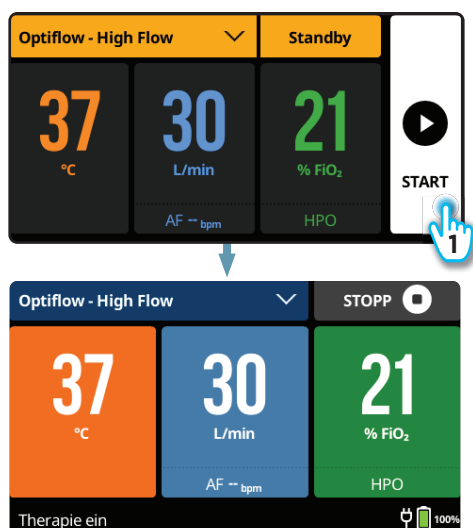 Optiflow - High Flow
Standby
37
°C
30
L/min
AF -- bpm
21
% FiO₂
HPO
START
1
Optiflow - High Flow
STOPP
37
°C
30
L/min
AF -- bpm
21
% FiO₂
HPO
Therapie ein
100%